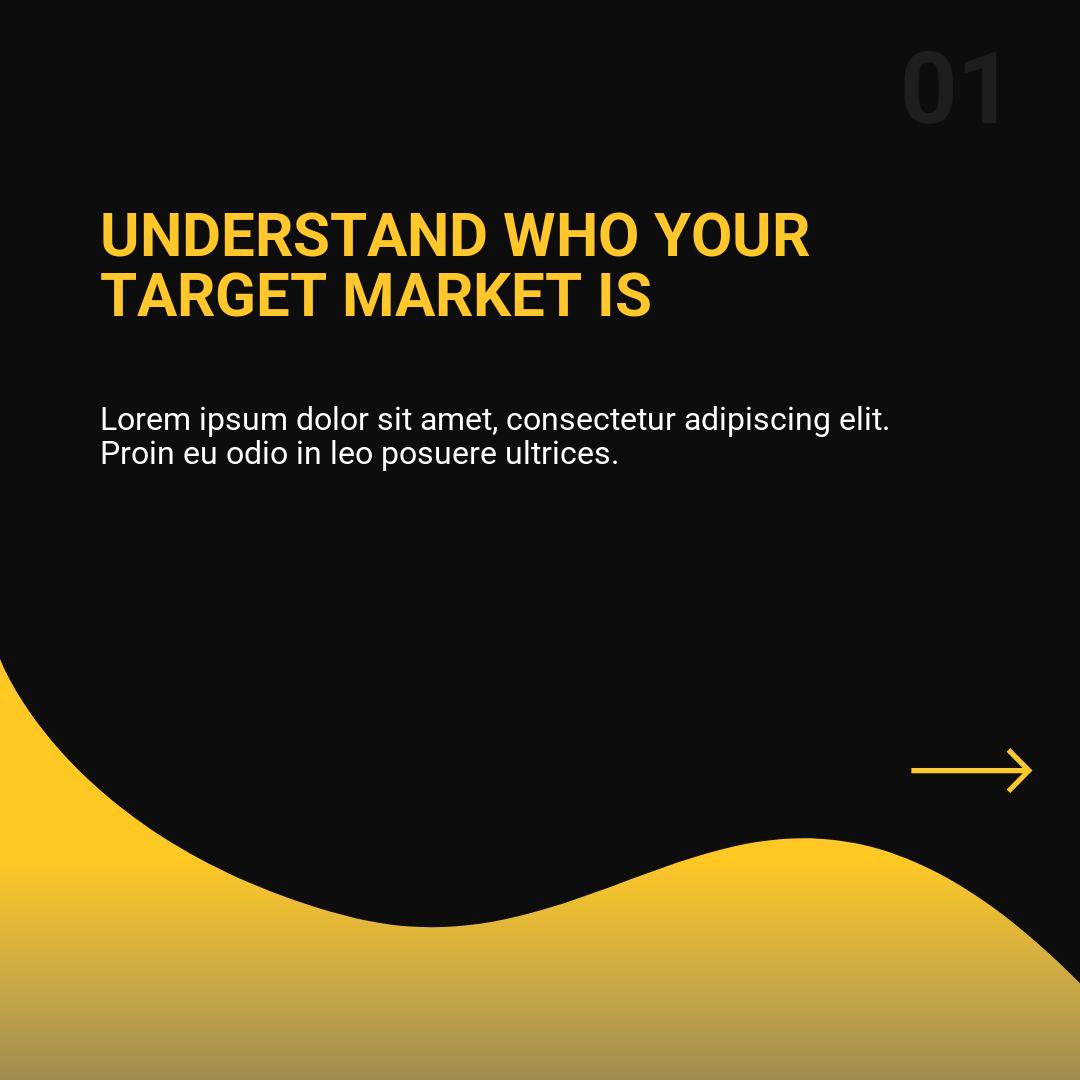 01
UNDERSTAND WHO YOUR
TARGET MARKET IS
Lorem ipsum dolor sit amet, consectetur adipiscing elit.
Proin eu odio in leo posuere ultrices.